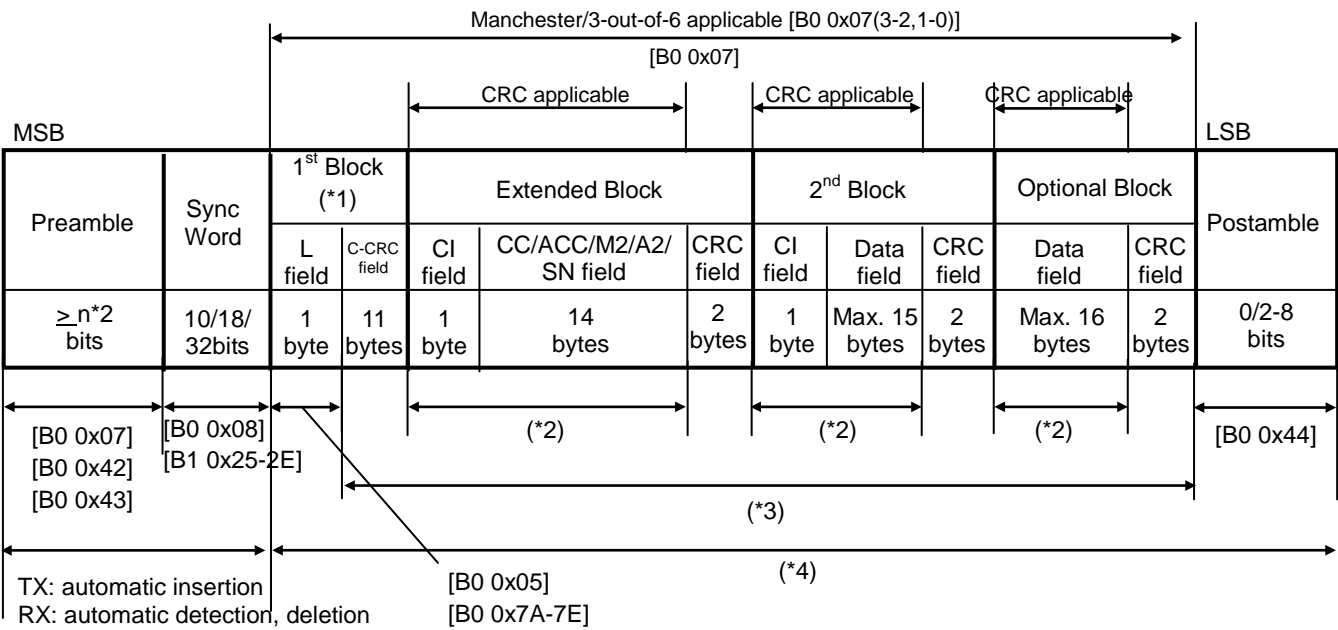 Manchester/3-out-of-6 applicable [B0 0x07(3-2,1-0)]
[B0 0x07]
CRC applicable CRC applicable CRC applicable
MSB LSB
Preamble Sync Word 1st Block (*1) Extended Block 2nd Block Optional Block Postamble
L field C-CRC field CI field CC/ACC/M2/A2/ SN field CRC field CI field Data field CRC field Data field CRC field
≥ n*2 bits 10/18/ 32bits 1 byte 11 bytes 1 byte 14 bytes 2 bytes 1 byte Max. 15 bytes 2 bytes Max. 16 bytes 2 bytes 0/2-8 bits
[B0 0x07] [B0 0x08] (*2) (*2) (*2) [B0 0x44]
[B0 0x42] [B1 0x25-2E]
[B0 0x43]
(*3)
(*4)
TX: automatic insertion [B0 0x05]
RX: automatic detection, deletion [B0 0x7A-7E]